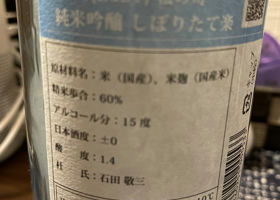 純米吟醸 しぼりたて楽
原材料名：米（国産）、米麹（国産米）
精米歩合：60%
アルコール分：15度
日本酒度：±0
酸　度：1.4
杜　氏：石田 敬三